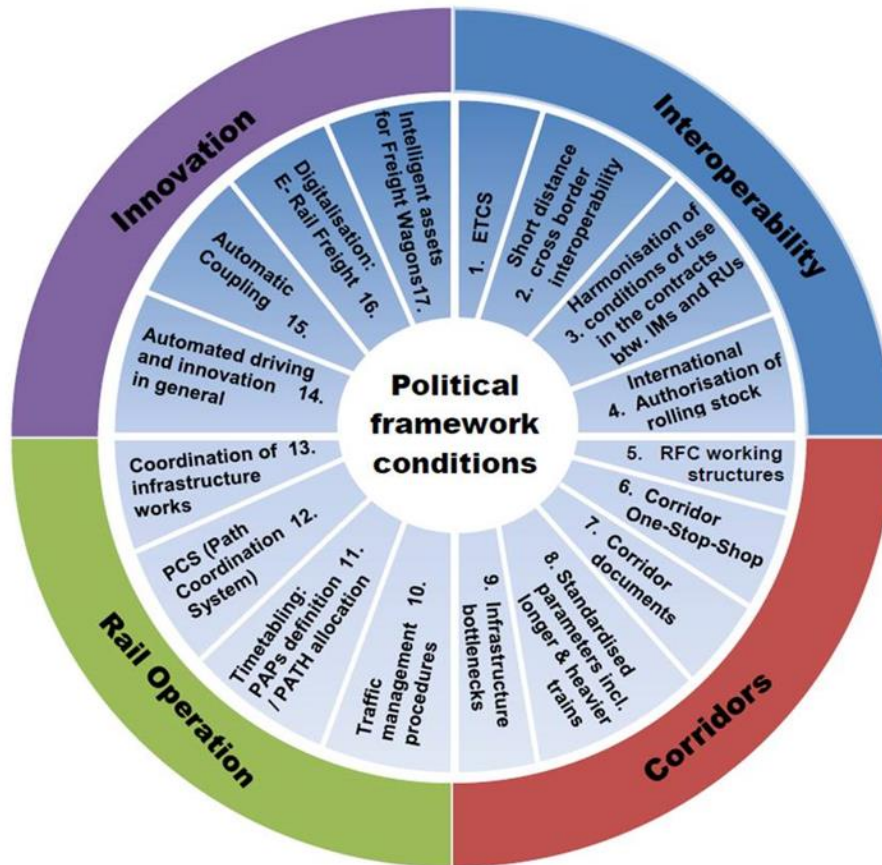 Innovation
Interoperability
Corridors
Rail Operation
Political
framework
conditions
1. ETCS
Short distance
2. cross border
interoperability
Harmonisation of
3. conditions of use
in the contracts
btw. IMs and RUs
International
4. Authorisation of
rolling stock
5. RFC working
structures
6. Corridor
One-Stop-Shop
7. Corridor
documents
8. Standardised
parameters incl.
longer & heavier
trains
9. Infrastructure
bottlenecks
Traffic
management 10.
procedures
Timetabling:
PAPs definition 11.
/ PATH allocation
PCS (Path
Coordination 12.
System)
Coordination of 13.
infrastructure
works
Automated driving
and innovation
in general 14.
Automatic
Coupling 15.
Digitalisation:
E- Rail Freight 16.
Intelligent assets
for Freight Wagons17.